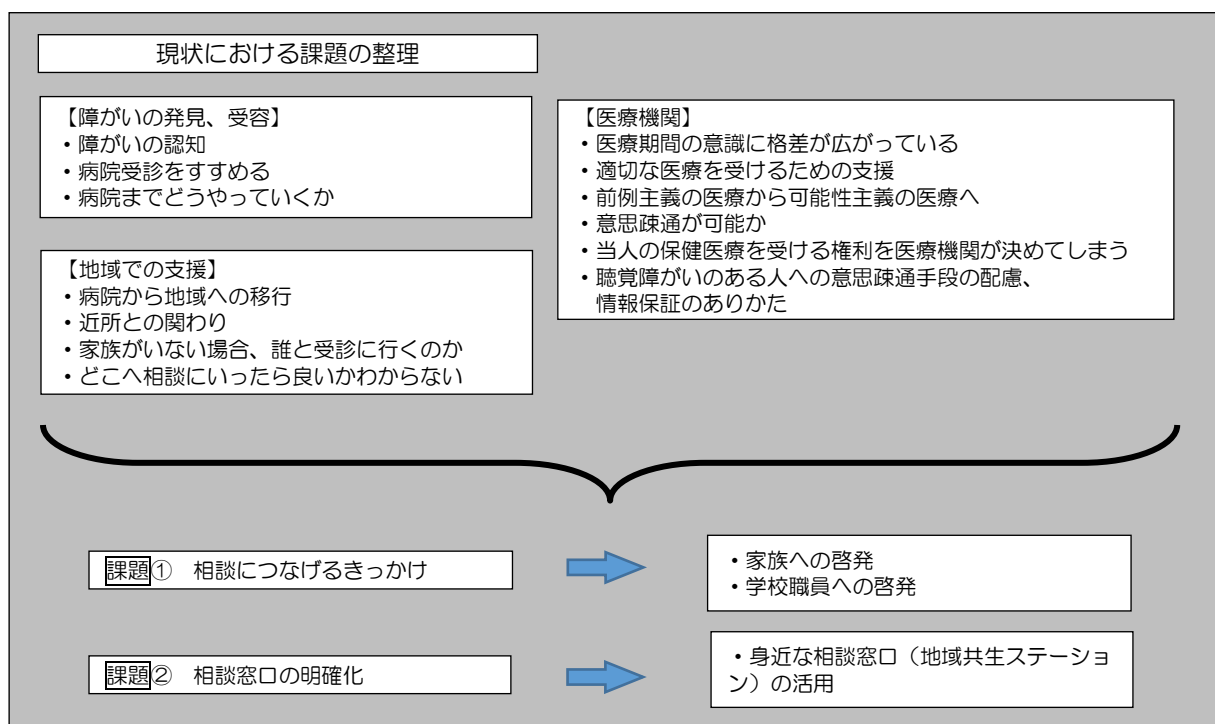 現状における課題の整理
【障がいの発見、受容】
・障がいの認知
・病院受診をすすめる
・病院までどうやっていくか
【地域での支援】
・病院から地域への移行
・近所との関わり
・家族がいない場合、誰と受診に行くのか
・どこへ相談にいったら良いかわからない
【医療機関】
・医療期間の意識に格差が広がっている
・適切な医療を受けるための支援
・前例主義の医療から可能性主義の医療へ
・意思疎通が可能か
・当人の保健医療を受ける権利を医療機関が決めてしまう
・聴覚障がいのある人への意思疎通手段の配慮、
情報保証のありかた
課題① 相談につなげるきっかけ
・家族への啓発
・学校職員への啓発
課題② 相談窓口の明確化
・身近な相談窓口（地域共生ステーショ
ン）の活用